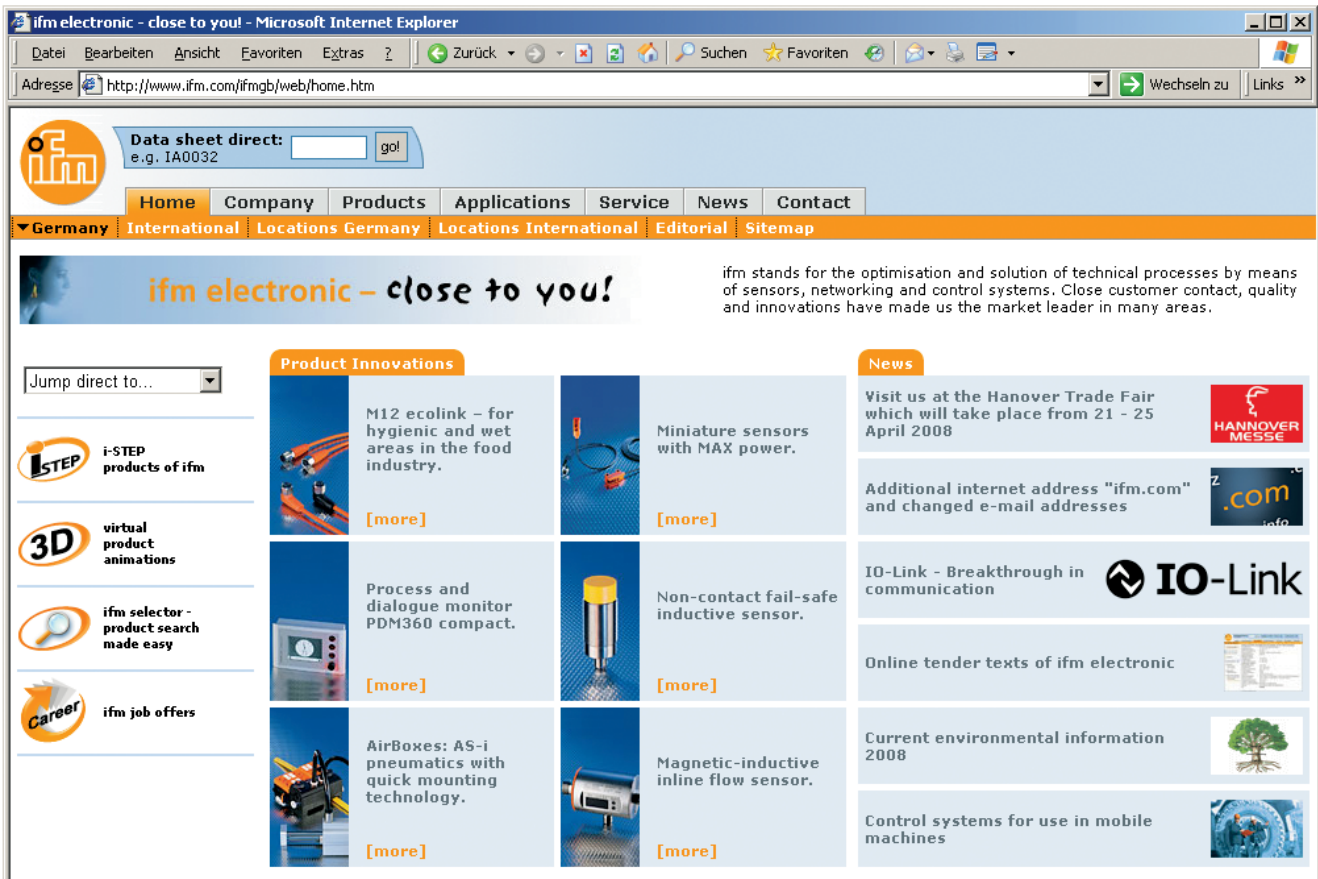 ifm electronic - close to you! - Microsoft Internet Explorer
Datei Bearbeiten Ansicht Favoriten Extras ? Zurück Suchen Favoriten
Adresse http://www.ifm.com/ifmgb/web/home.htm Wechseln zu Links »
ifm
Data sheet direct: go!
e.g. IA0032
Home Company Products Applications Service News Contact
Germany International Locations Germany Locations International Editorial Sitemap
ifm electronic – close to you!
ifm stands for the optimisation and solution of technical processes by means
of sensors, networking and control systems. Close customer contact, quality
and innovations have made us the market leader in many areas.
Jump direct to...
iSTEP
i-STEP
products of ifm
3D
virtual
product
animations
ifm selector -
product search
made easy
Career
ifm job offers
Product Innovations
M12 ecolink – for
hygienic and wet
areas in the food
industry.
[more]
Miniature sensors
with MAX power.
[more]
Process and
dialogue monitor
PDM360 compact.
[more]
Non-contact fail-safe
inductive sensor.
[more]
AirBoxes: AS-i
pneumatics with
quick mounting
technology.
[more]
Magnetic-inductive
inline flow sensor.
[more]
News
Visit us at the Hanover Trade Fair
which will take place from 21 - 25
April 2008
HANNOVER
MESSE
Additional internet address "ifm.com"
and changed e-mail addresses
.com
info
IO-Link - Breakthrough in
communication
IO-Link
Online tender texts of ifm electronic
Current environmental information
2008
Control systems for use in mobile
machines